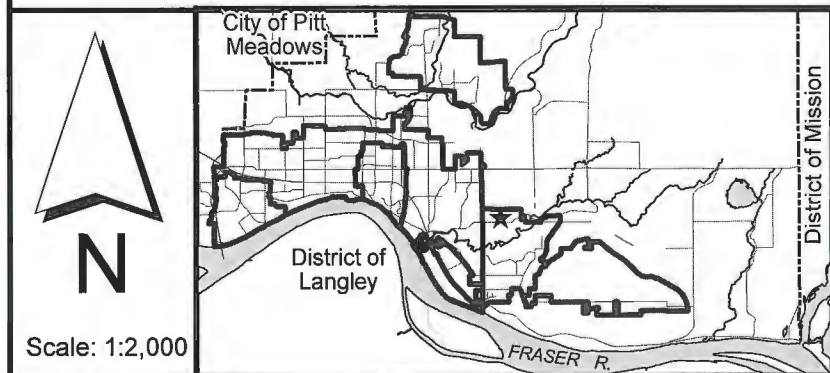 City of Pitt
Meadows
District of Mission
District of
Langley
N
Scale: 1:2,000
FRASER R.